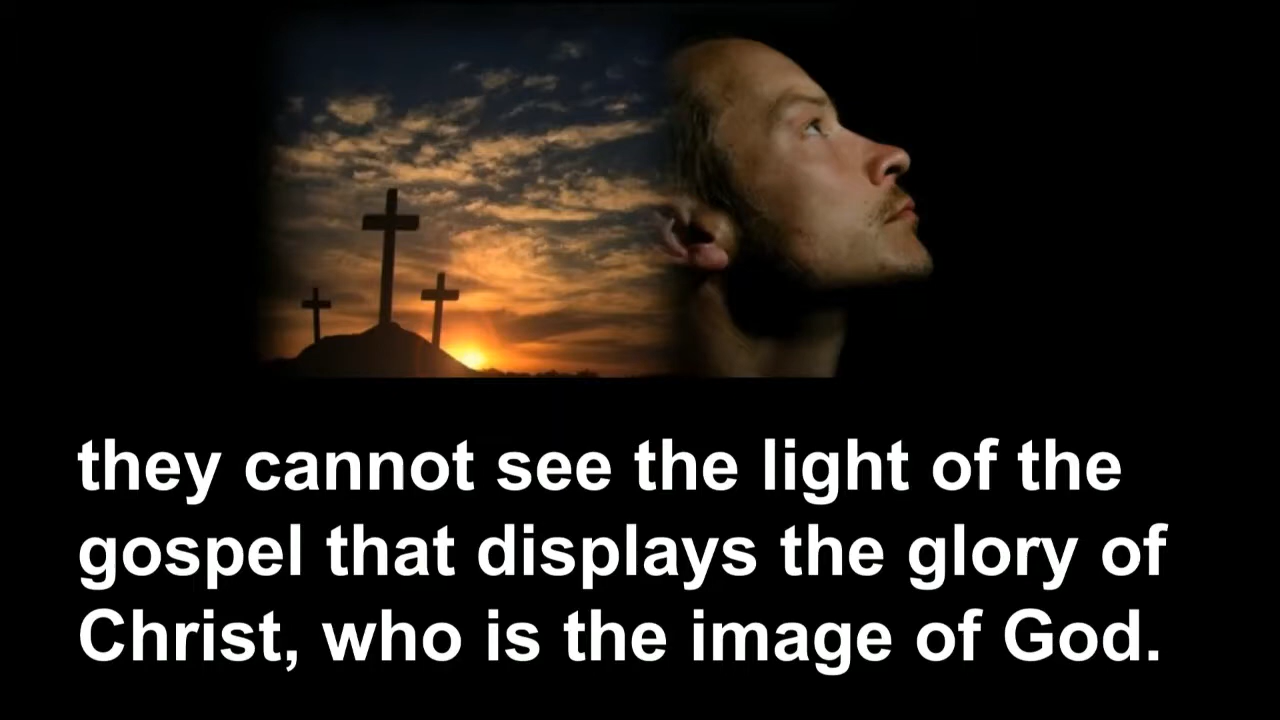 they cannot see the light of the
gospel that displays the glory of
Christ, who is the image of God.